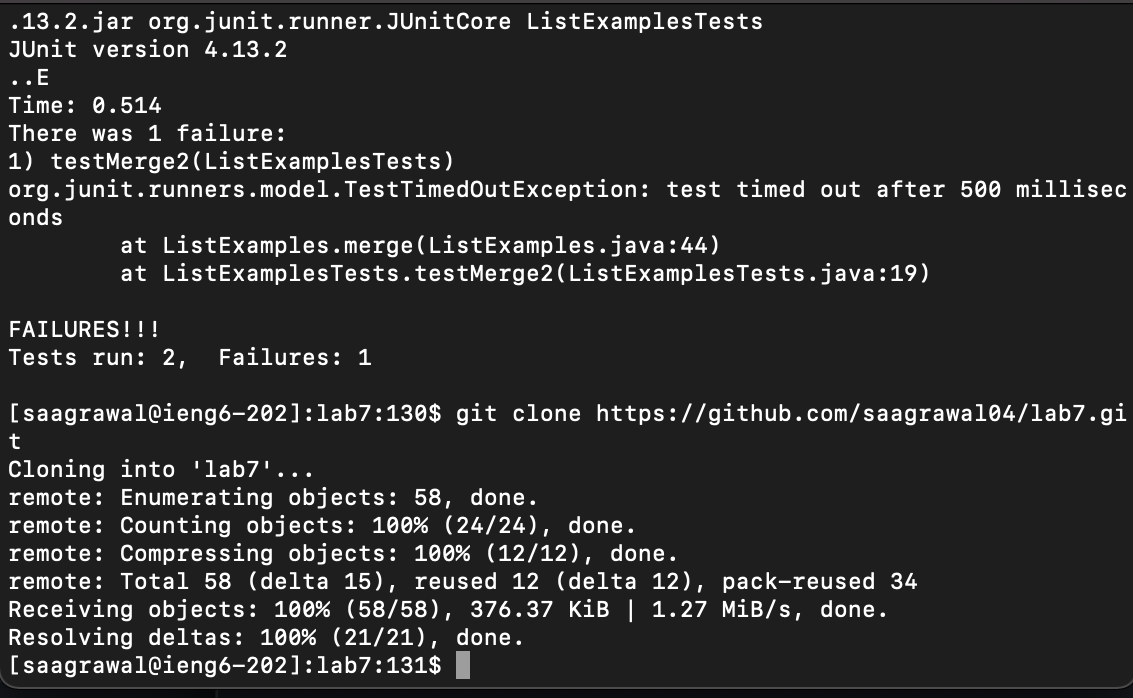 .13.2.jar org.junit.runner.JUnitCore ListExamplesTests
JUnit version 4.13.2
..E
Time: 0.514
There was 1 failure:
1) testMerge2(ListExamplesTests)
org.junit.runners.model.TestTimedOutException: test timed out after 500 millisec
onds
        at ListExamples.merge(ListExamples.java:44)
        at ListExamplesTests.testMerge2(ListExamplesTests.java:19)

FAILURES!!!
Tests run: 2,  Failures: 1

[saagrawal@ieng6-202]:lab7:130$ git clone https://github.com/saagrawal04/lab7.gi
t
Cloning into 'lab7'...
remote: Enumerating objects: 58, done.
remote: Counting objects: 100% (24/24), done.
remote: Compressing objects: 100% (12/12), done.
remote: Total 58 (delta 15), reused 12 (delta 12), pack-reused 34
Receiving objects: 100% (58/58), 376.37 KiB | 1.27 MiB/s, done.
Resolving deltas: 100% (21/21), done.
[saagrawal@ieng6-202]:lab7:131$